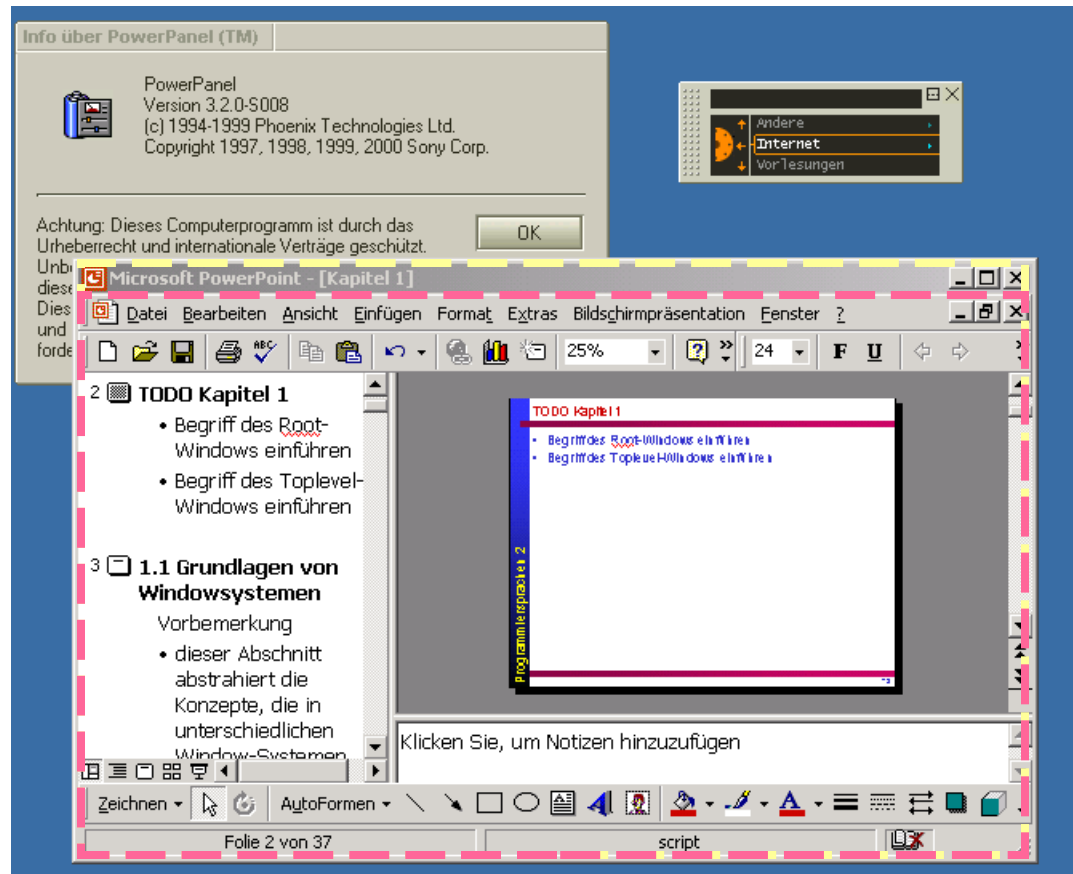 Info über PowerPanel (TM)
PowerPanel
Version 3.2.0-S008
(c) 1994-1999 Phoenix Technologies Ltd.
Copyright 1997, 1998, 1999, 2000 Sony Corp.
Achtung: Dieses Computerprogramm ist durch das
Urheberrecht und internationale Verträge geschützt.
OK
Dies
und
Andere
Internet
Vorlesungen
Microsoft PowerPoint - [Kapitel 1]
Datei Bearbeiten Ansicht Einfügen Format Extras Bildschirmpräsentation Fenster ?
ABC 25% 24 F U
2 TODO Kapitel 1
• Begriff des Root-
Windows einführen
• Begriff des Toplevel-
Windows einführen
3 1.1 Grundlagen von
Windowsystemen
Vorbemerkung
• dieser Abschnitt
abstrahiert die
Konzepte, die in
unterschiedlichen
Window-Systemen
TODO Kapitel 1
• Begriff des Root-Windows einführen
• Begriff des Toplevel-Windows einführen
Programmiersprachen 2
Klicken Sie, um Notizen hinzuzufügen
Zeichnen AutoFormen
Folie 2 von 37 script